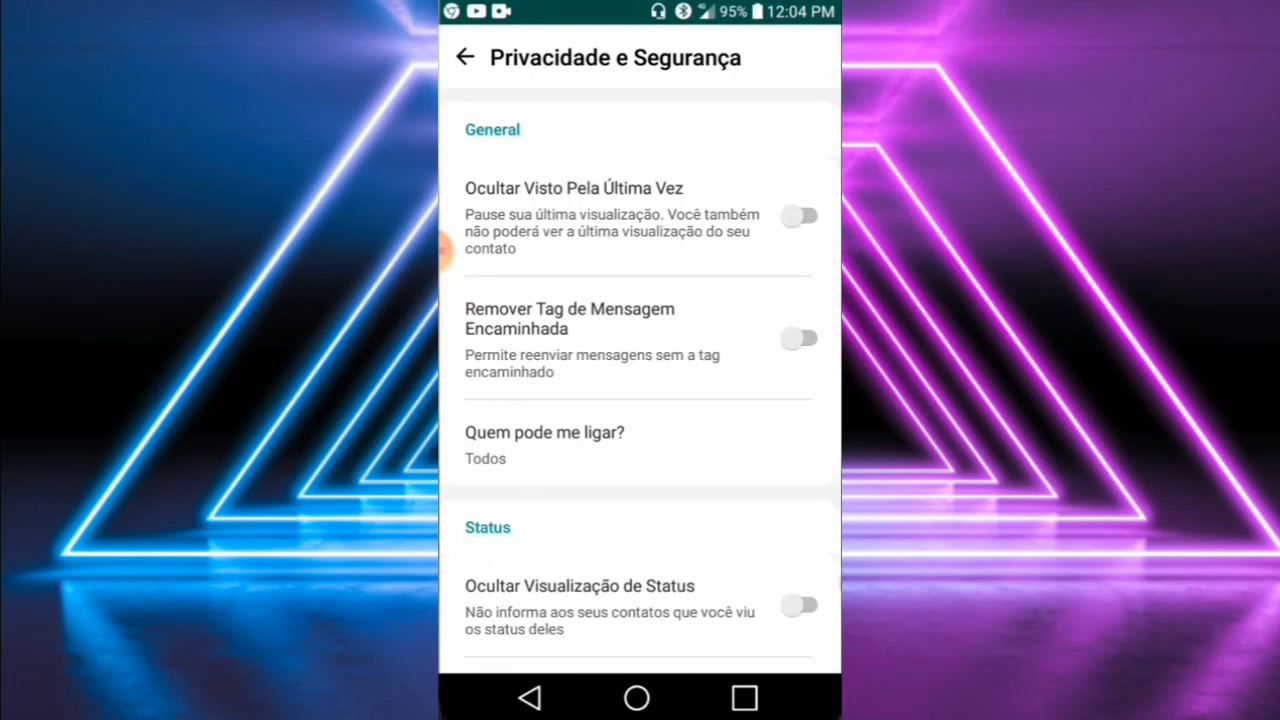 95% 12:04 PM
Privacidade e Segurança
General
Ocultar Visto Pela Última Vez
Pause sua última visualização. Você também
não poderá ver a última visualização do seu
contato
Remover Tag de Mensagem
Encaminhada
Permite reenviar mensagens sem a tag
encaminhado
Quem pode me ligar?
Todos
Status
Ocultar Visualização de Status
Não informa aos seus contatos que você viu
os status deles